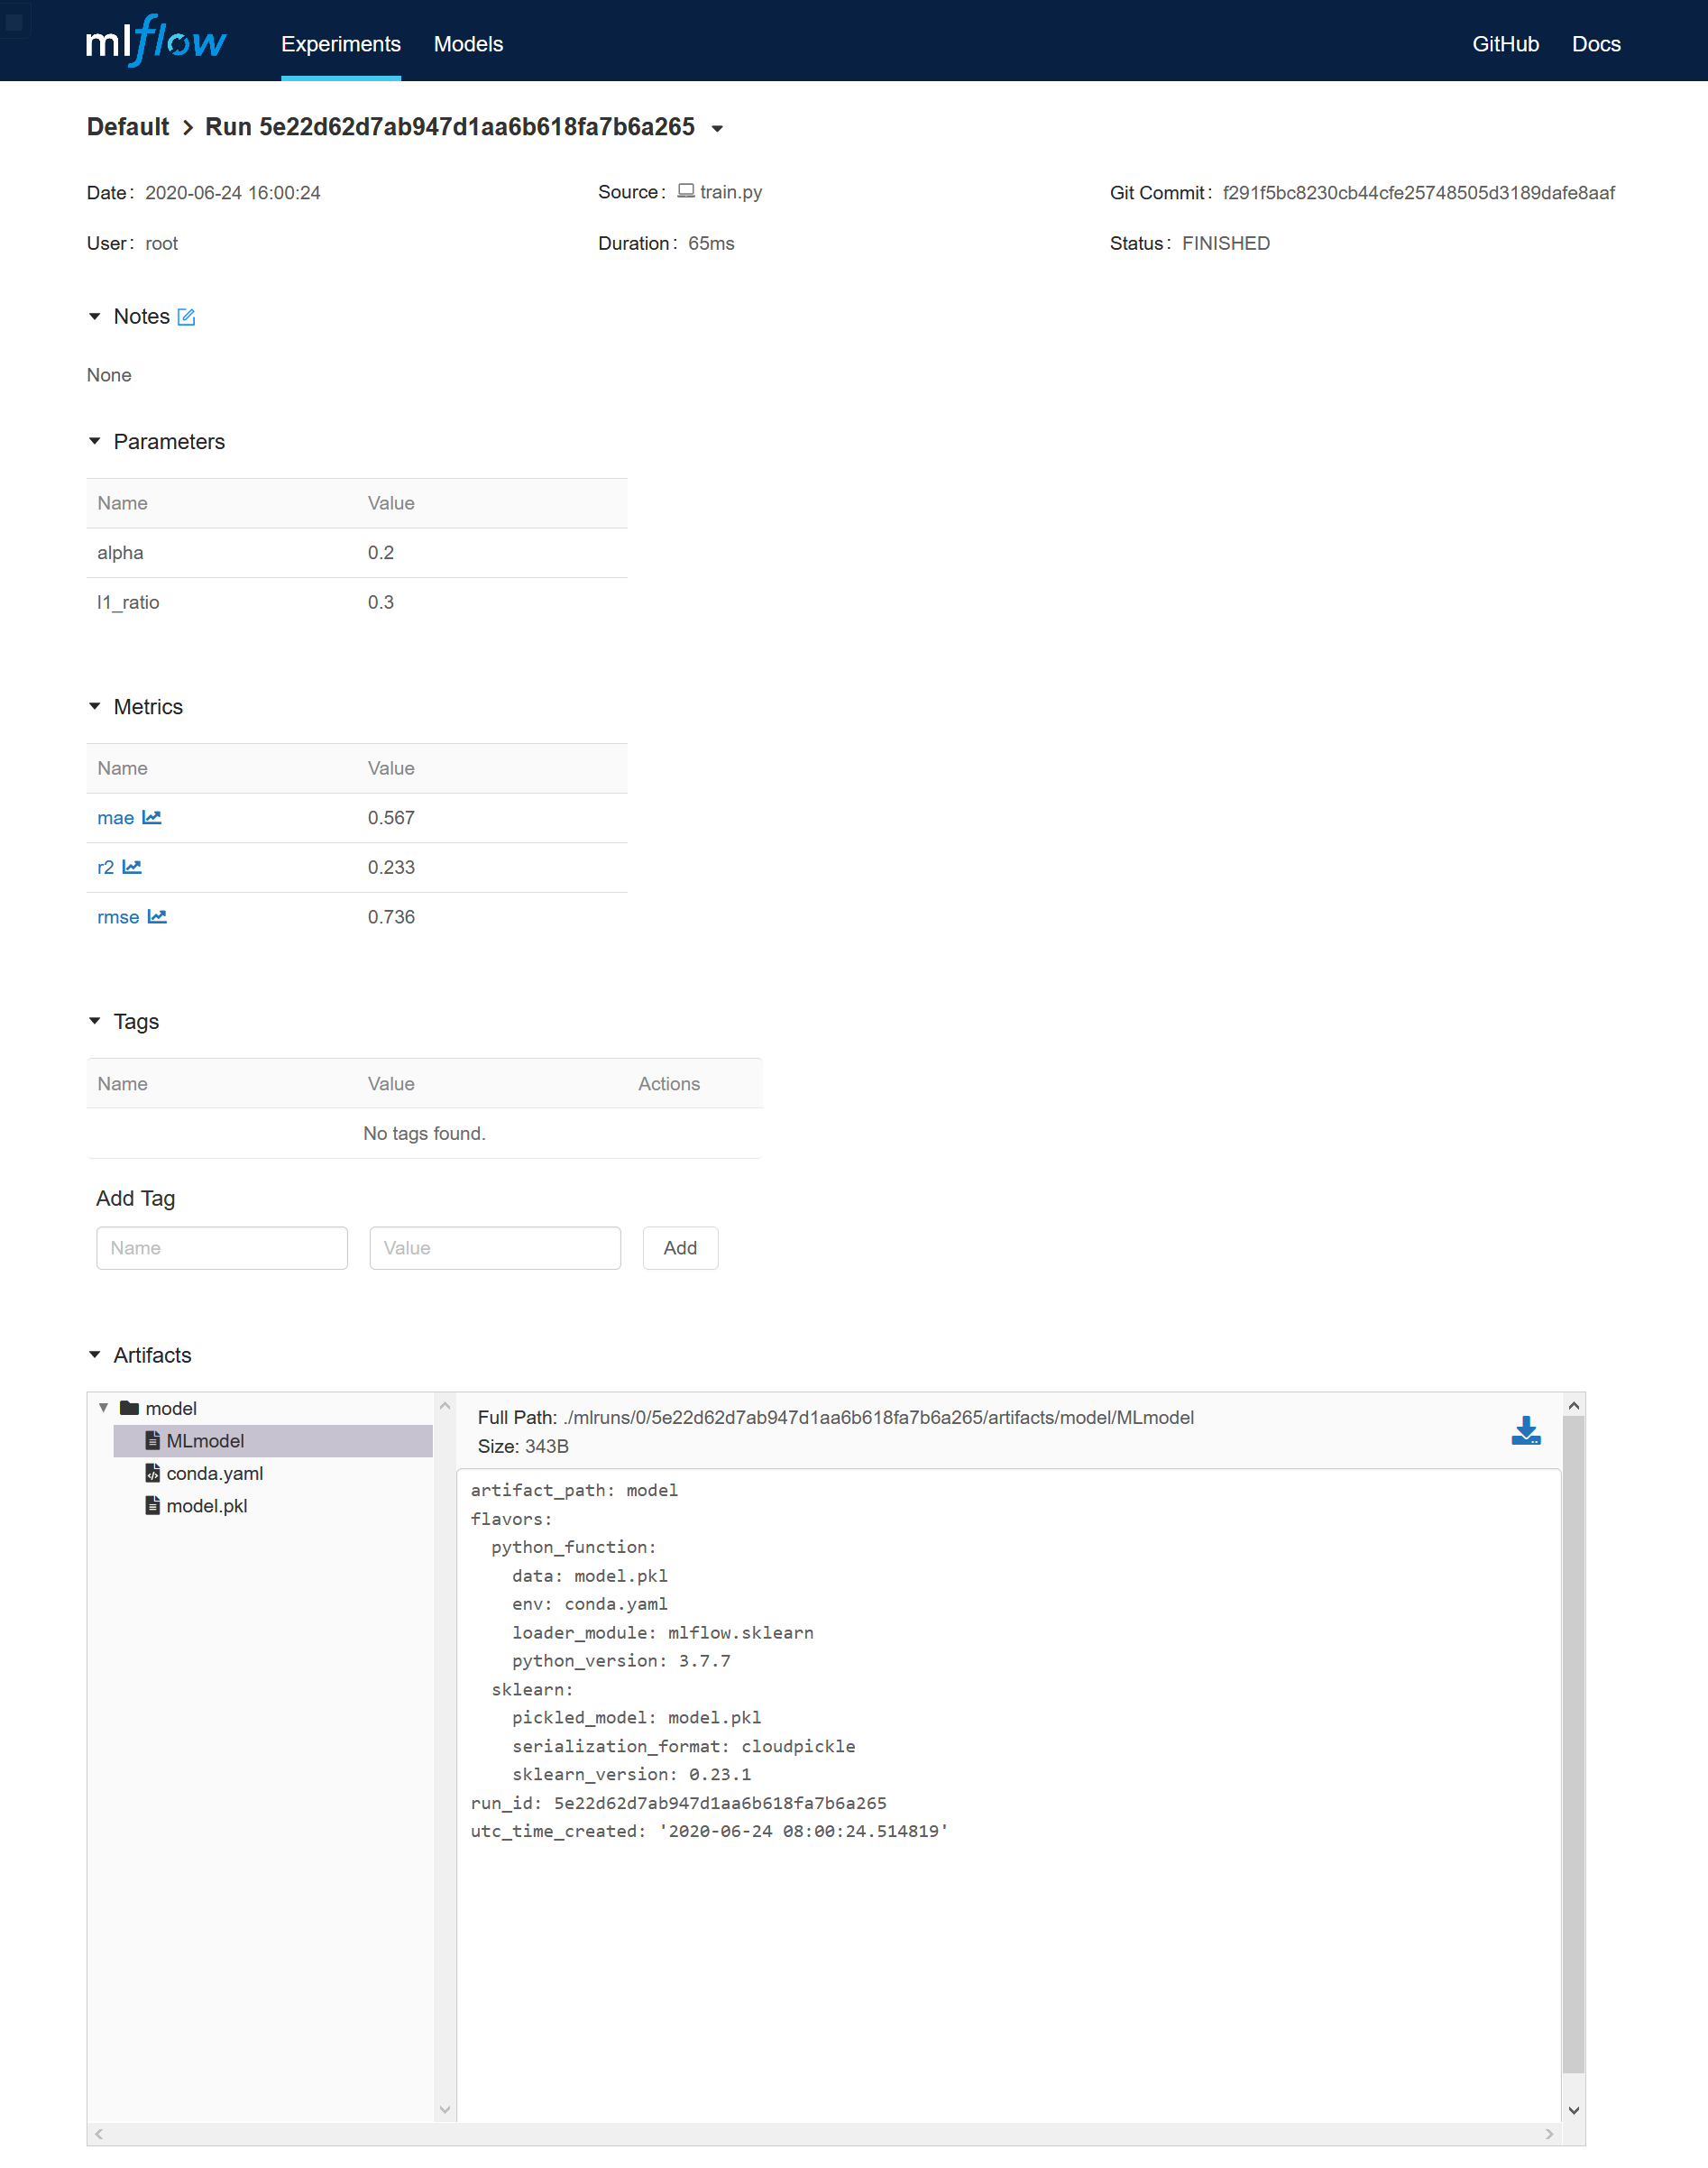 mlflow Experiments Models GitHub Docs
Default > Run 5e22d62d7ab947d1aa6b618fa7b6a265
Date: 2020-06-24 16:00:24 Source: train.py Git Commit: f291f5bc8230cb44cfe25748505d3189dafe8aaf
User: root Duration: 65ms Status: FINISHED
Notes
None
Parameters
Name Value
alpha 0.2
l1_ratio 0.3
Metrics
Name Value
mae 0.567
r2 0.233
rmse 0.736
Tags
Name Value Actions
No tags found.
Add Tag
Name Value Add
Artifacts
model
MLmodel
conda.yaml
model.pkl
Full Path: ./mlruns/0/5e22d62d7ab947d1aa6b618fa7b6a265/artifacts/model/MLmodel
Size: 343B
artifact_path: model
flavors:
  python_function:
    data: model.pkl
    env: conda.yaml
    loader_module: mlflow.sklearn
    python_version: 3.7.7
  sklearn:
    pickled_model: model.pkl
    serialization_format: cloudpickle
    sklearn_version: 0.23.1
run_id: 5e22d62d7ab947d1aa6b618fa7b6a265
utc_time_created: '2020-06-24 08:00:24.514819'